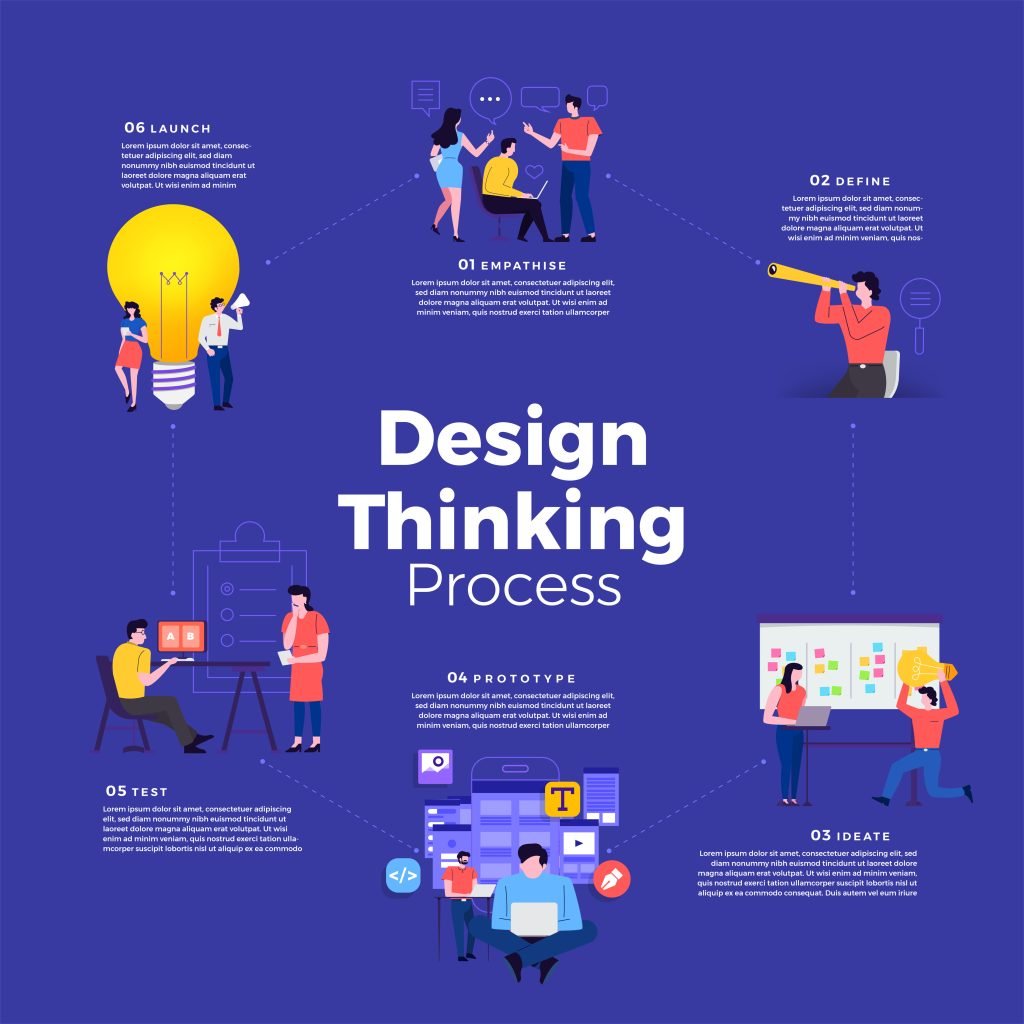 Design
Thinking
Process
01 EMPATHISE
Lorem ipsum dolor sit amet, consectetuer adipiscing elit,
sed diam nonummy nibh euismod tincidunt ut laoreet
dolore magna aliquam erat volutpat. Ut wisi enim ad
minim veniam, quis nostrud exerci tation ullamcorper
02 DEFINE
Lorem ipsum dolor sit amet, consec-
tetuer adipiscing elit, sed diam nonum-
my nibh euismod tincidunt ut laoreet
dolore magna aliquam erat volutpat. Ut
wisi enim ad minim veniam, quis nos-
03 IDEATE
Lorem ipsum dolor sit amet, consectetuer
adipiscing elit, sed diam nonummy nibh euismod
tincidunt ut laoreet dolore magna aliquam erat
volutpat. Ut wisi enim ad minim veniam, quis
nostrud exerci tation ullamcorper suscipit lobortis nisl ut
aliquip ex ea commodo consequat. Duis autem vel eum iriure
04 PROTOTYPE
Lorem ipsum dolor sit amet, consectetuer adipiscing elit,
sed diam nonummy nibh euismod tincidunt ut laoreet
dolore magna aliquam erat volutpat. Ut wisi enim ad
minim veniam, quis nostrud exerci tation ullamcorper
T
</>
05 TEST
Lorem ipsum dolor sit amet, consectetuer
adipiscing elit, sed diam nonummy nibh euismod
tincidunt ut laoreet dolore magna aliquam erat
volutpat. Ut wisi enim ad minim veniam, quis
nostrud exerci tation ullamcorper suscipit
lobortis nisl ut aliquip ex ea commodo
A B
06 LAUNCH
Lorem ipsum dolor sit amet, consec-
tetuer adipiscing elit, sed diam
nonummy nibh euismod tincidunt ut
laoreet dolore magna aliquam erat
volutpat. Ut wisi enim ad minim